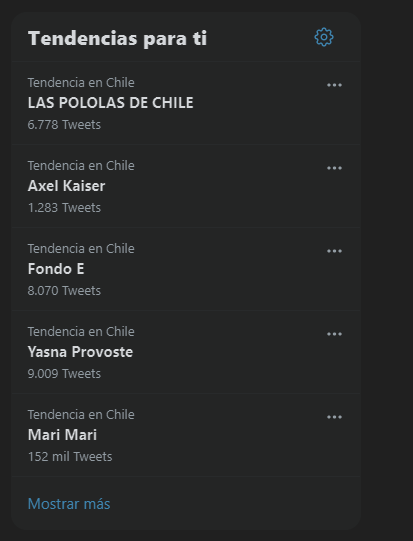 Tendencias para ti
Tendencia en Chile
LAS POLOLAS DE CHILE
6.778 Tweets
Tendencia en Chile
Axel Kaiser
1.283 Tweets
Tendencia en Chile
Fondo E
8.070 Tweets
Tendencia en Chile
Yasna Provoste
9.009 Tweets
Tendencia en Chile
Mari Mari
152 mil Tweets
Mostrar más